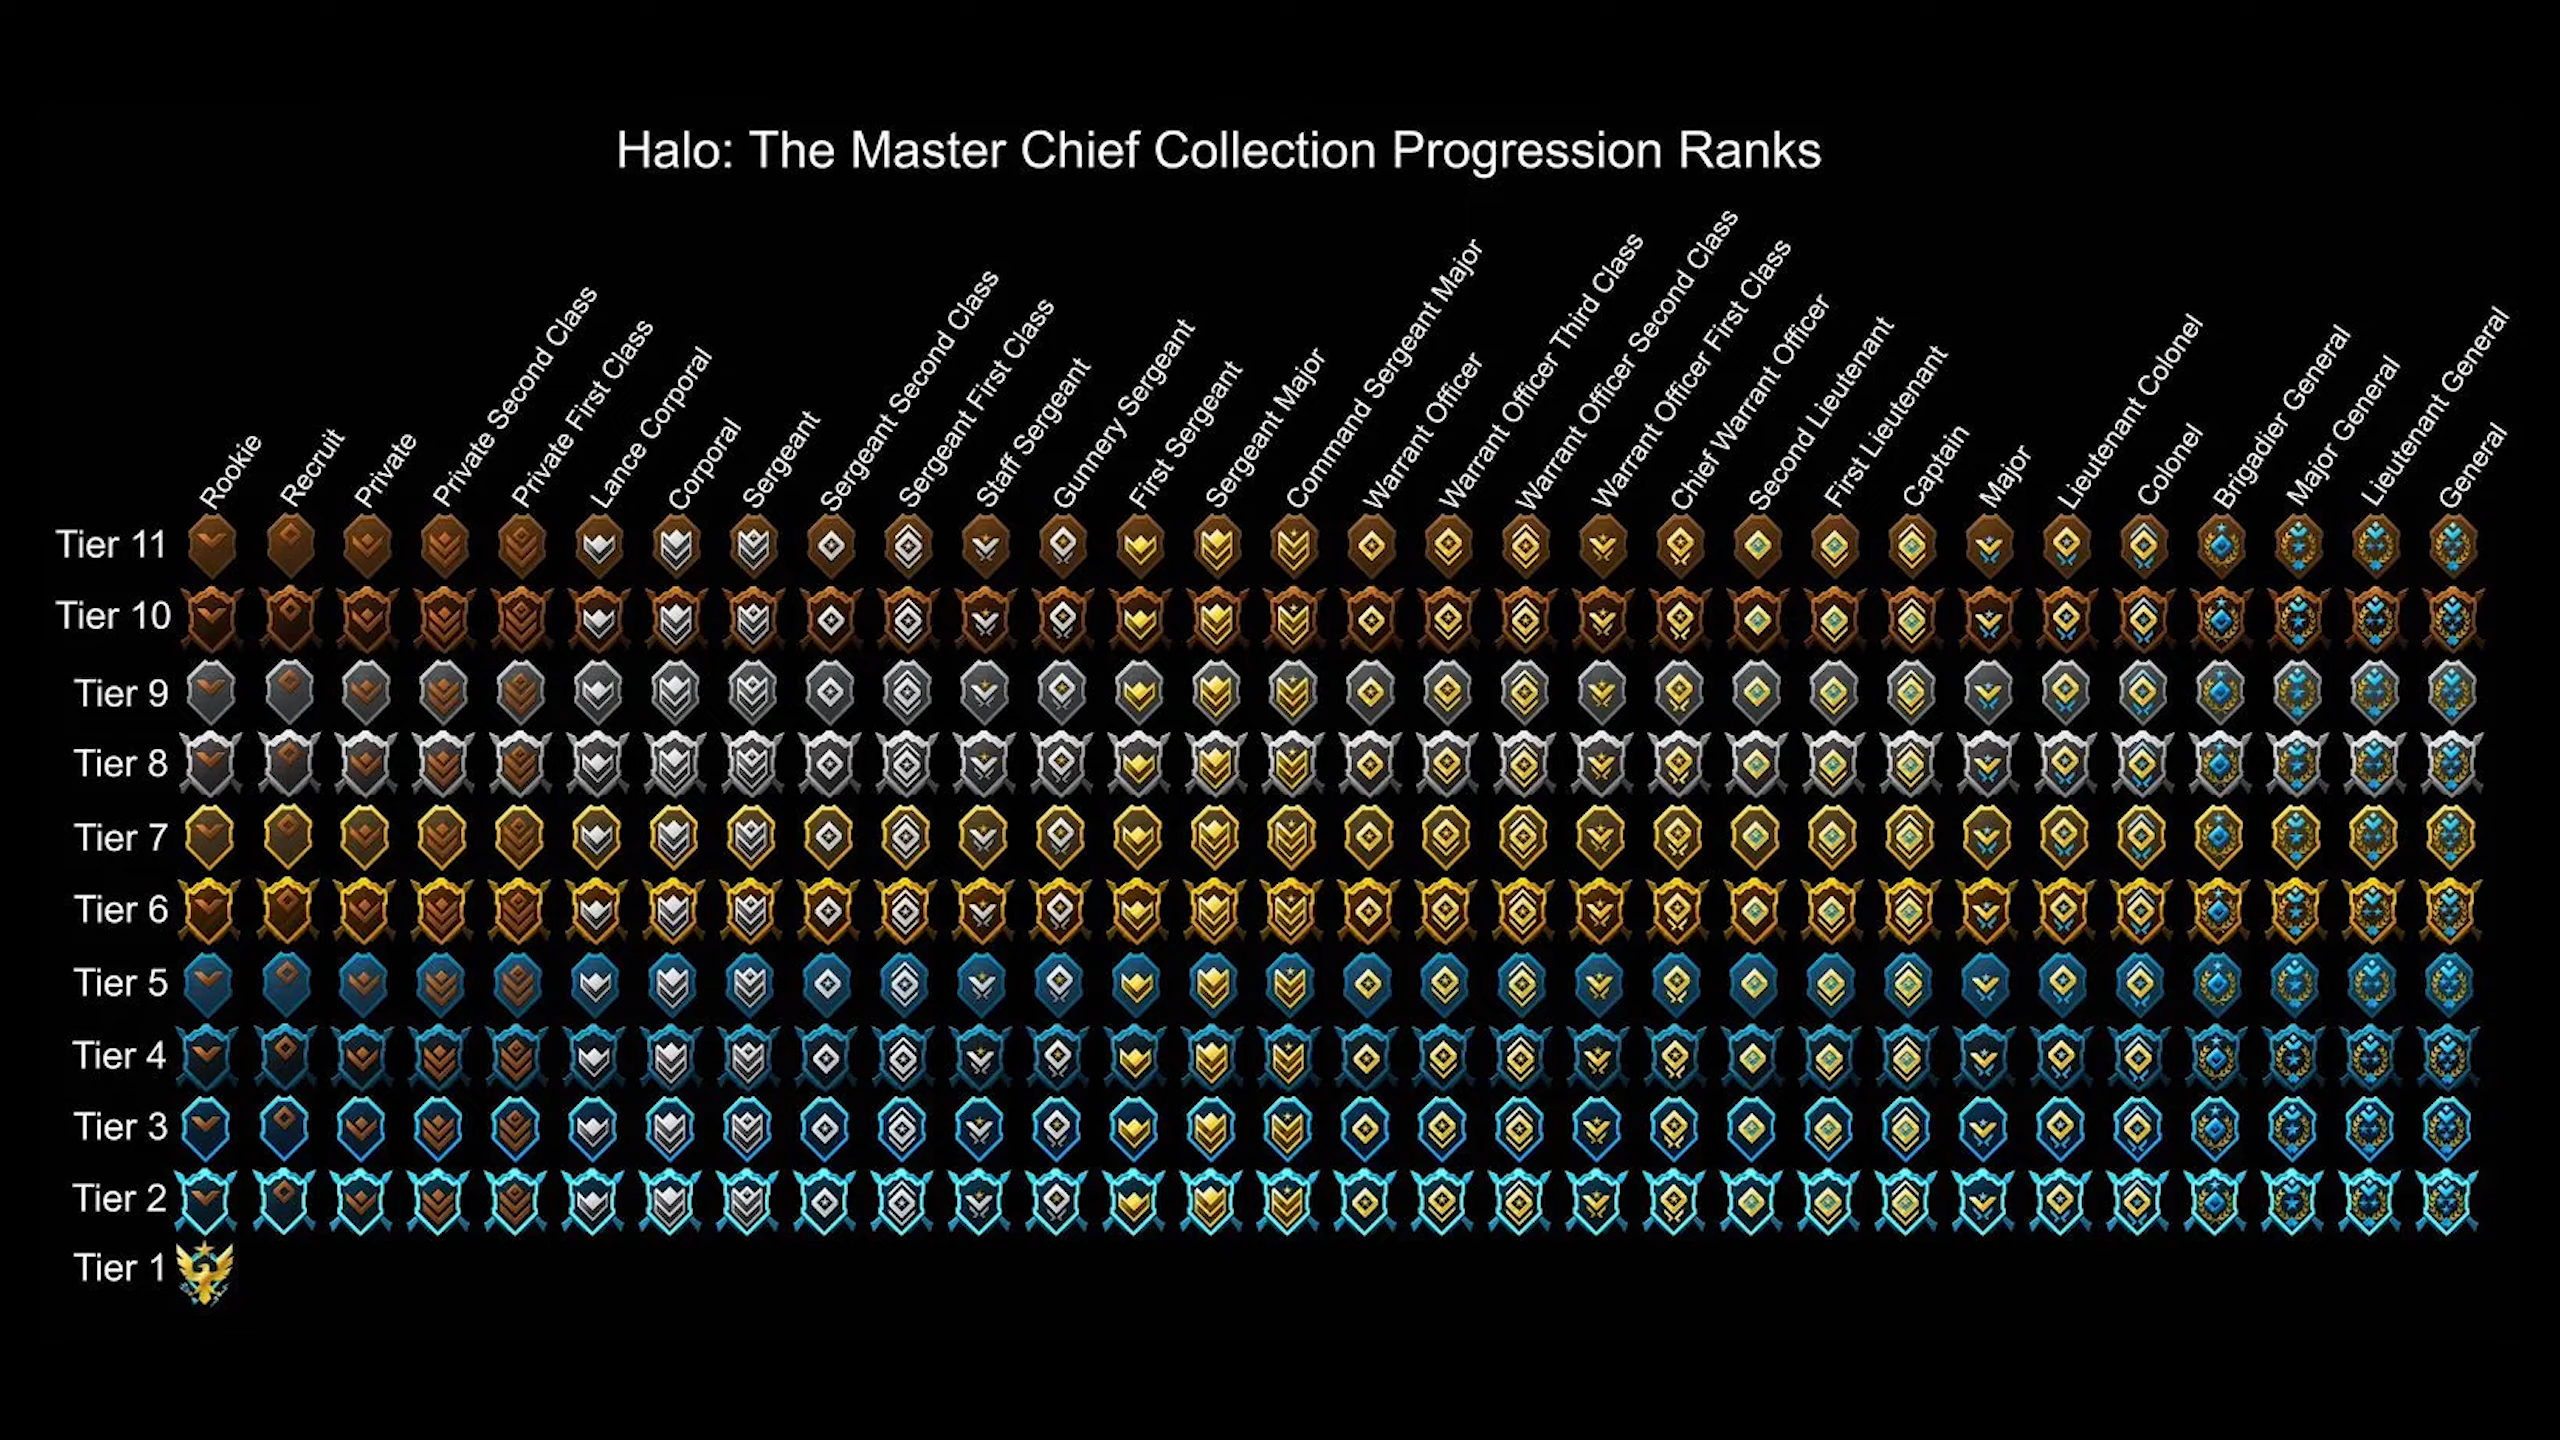 Halo: The Master Chief Collection Progression Ranks
Rookie
Recruit
Private
Private Second Class
Private First Class
Lance Corporal
Corporal
Sergeant
Sergeant Second Class
Sergeant First Class
Staff Sergeant
Gunnery Sergeant
First Sergeant
Sergeant Major
Command Sergeant Major
Warrant Officer
Warrant Officer Third Class
Warrant Officer Second Class
Warrant Officer First Class
Chief Warrant Officer
Second Lieutenant
First Lieutenant
Captain
Major
Lieutenant Colonel
Colonel
Brigadier General
Major General
Lieutenant General
General
Tier 11
Tier 10
Tier 9
Tier 8
Tier 7
Tier 6
Tier 5
Tier 4
Tier 3
Tier 2
Tier 1